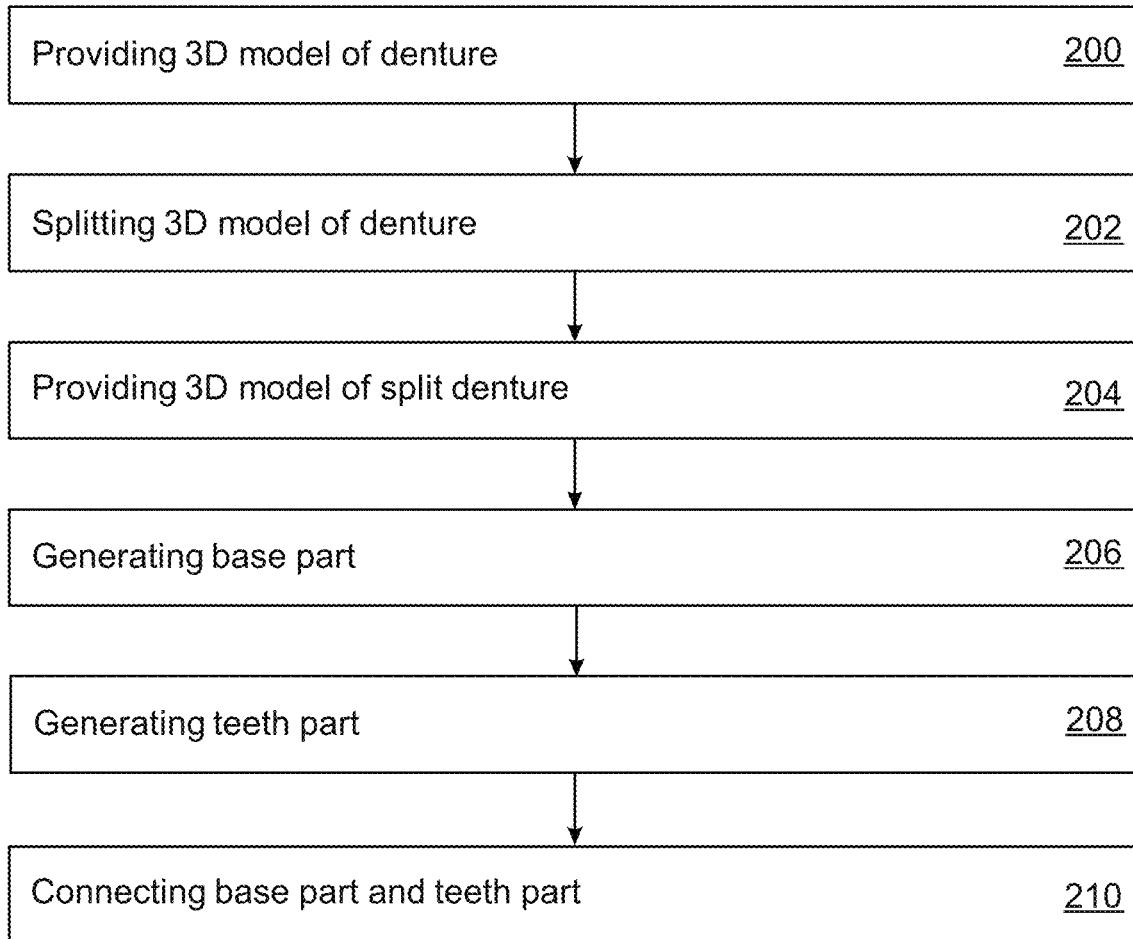 Providing 3D model of denture 200
Splitting 3D model of denture 202
Providing 3D model of split denture 204
Generating base part 206
Generating teeth part 208
Connecting base part and teeth part 210